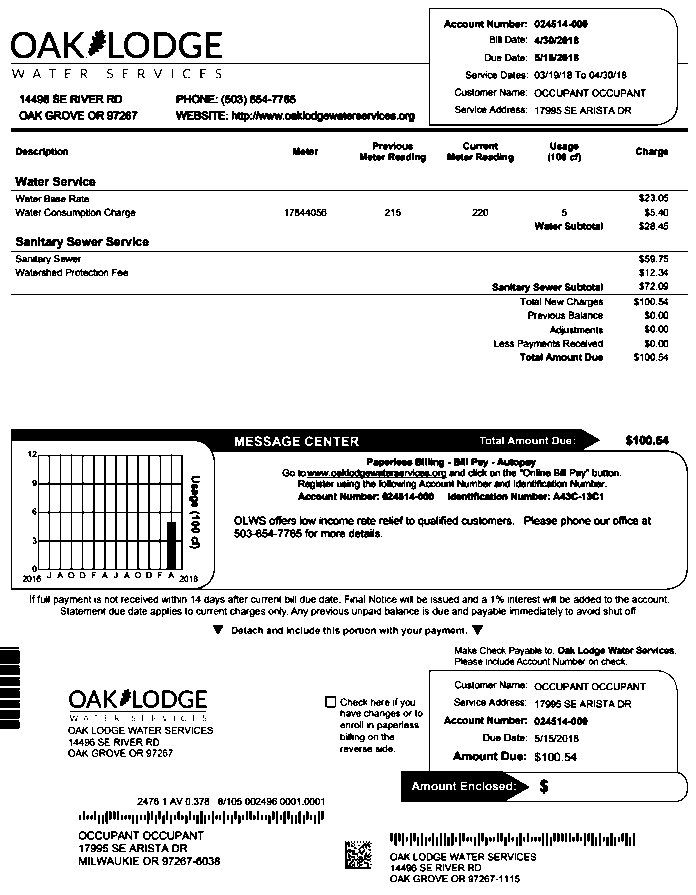 OAK LODGE
WATER SERVICES
14496 SE RIVER RD
OAK GROVE OR 97267
PHONE: (503) 654-7765
WEBSITE: http://www.oaklodgewaterservices.org
Account Number: 024514-000
Bill Date: 4/30/2018
Due Date: 5/15/2018
Service Dates: 03/19/18 To 04/30/18
Customer Name: OCCUPANT OCCUPANT
Service Address: 17995 SE ARISTA DR
Description Meter Previous Meter Reading Current Meter Reading Usage (100 cf) Charge
Water Service
Water Base Rate $23.05
Water Consumption Charge 17844056 215 220 5 $5.40
Water Subtotal $28.45
Sanitary Sewer Service
Sanitary Sewer $59.75
Watershed Protection Fee $12.34
Sanitary Sewer Subtotal $72.09
Total New Charges $100.54
Previous Balance $0.00
Adjustments $0.00
Less Payments Received $0.00
Total Amount Due $100.54
MESSAGE CENTER Total Amount Due: $100.54
12
9
6
3
0
2016 J A O D F A J A O D F A 2018
Usage (100 cf)
Paperless Billing - Bill Pay - Autopay
Go to www.oaklodgewaterservices.org and click on the "Online Bill Pay" button.
Register using the following Account Number and Identification Number.
Account Number: 024514-000 Identification Number: A43C-13C1
OLWS offers low income rate relief to qualified customers. Please phone our office at
503-654-7765 for more details.
If full payment is not received within 14 days after current bill due date. Final Notice will be issued and a 1% interest will be added to the account.
Statement due date applies to current charges only. Any previous unpaid balance is due and payable immediately to avoid shut off
▼ Detach and include this portion with your payment. ▼
Make Check Payable to: Oak Lodge Water Services.
Please include Account Number on check.
OAK LODGE
WATER SERVICES
OAK LODGE WATER SERVICES
14496 SE RIVER RD
OAK GROVE OR 97267
Check here if you
have changes or to
enroll in paperless
billing on the
reverse side.
Customer Name: OCCUPANT OCCUPANT
Service Address: 17995 SE ARISTA DR
Account Number: 024514-000
Due Date: 5/15/2018
Amount Due: $100.54
Amount Enclosed: $
2476 1 AV 0.378 6/105 002496 0001.0001
OCCUPANT OCCUPANT
17995 SE ARISTA DR
MILWAUKIE OR 97267-6038
OAK LODGE WATER SERVICES
14496 SE RIVER RD
OAK GROVE OR 97267-1115